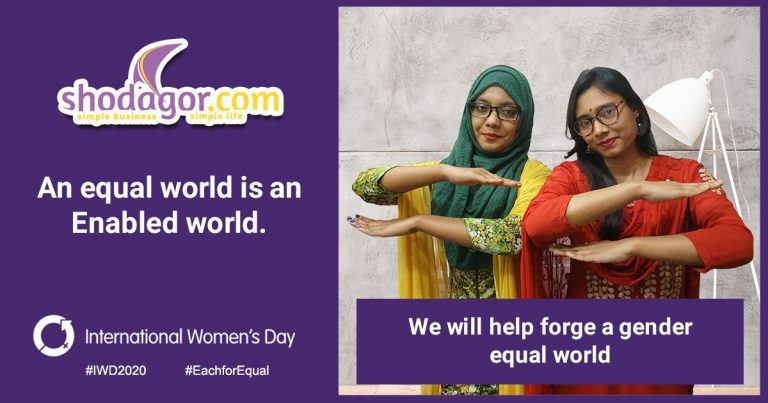 shodagor.com
simple business simple life
An equal world is an
Enabled world.
International Women's Day
#IWD2020 #EachforEqual
We will help forge a gender
equal world